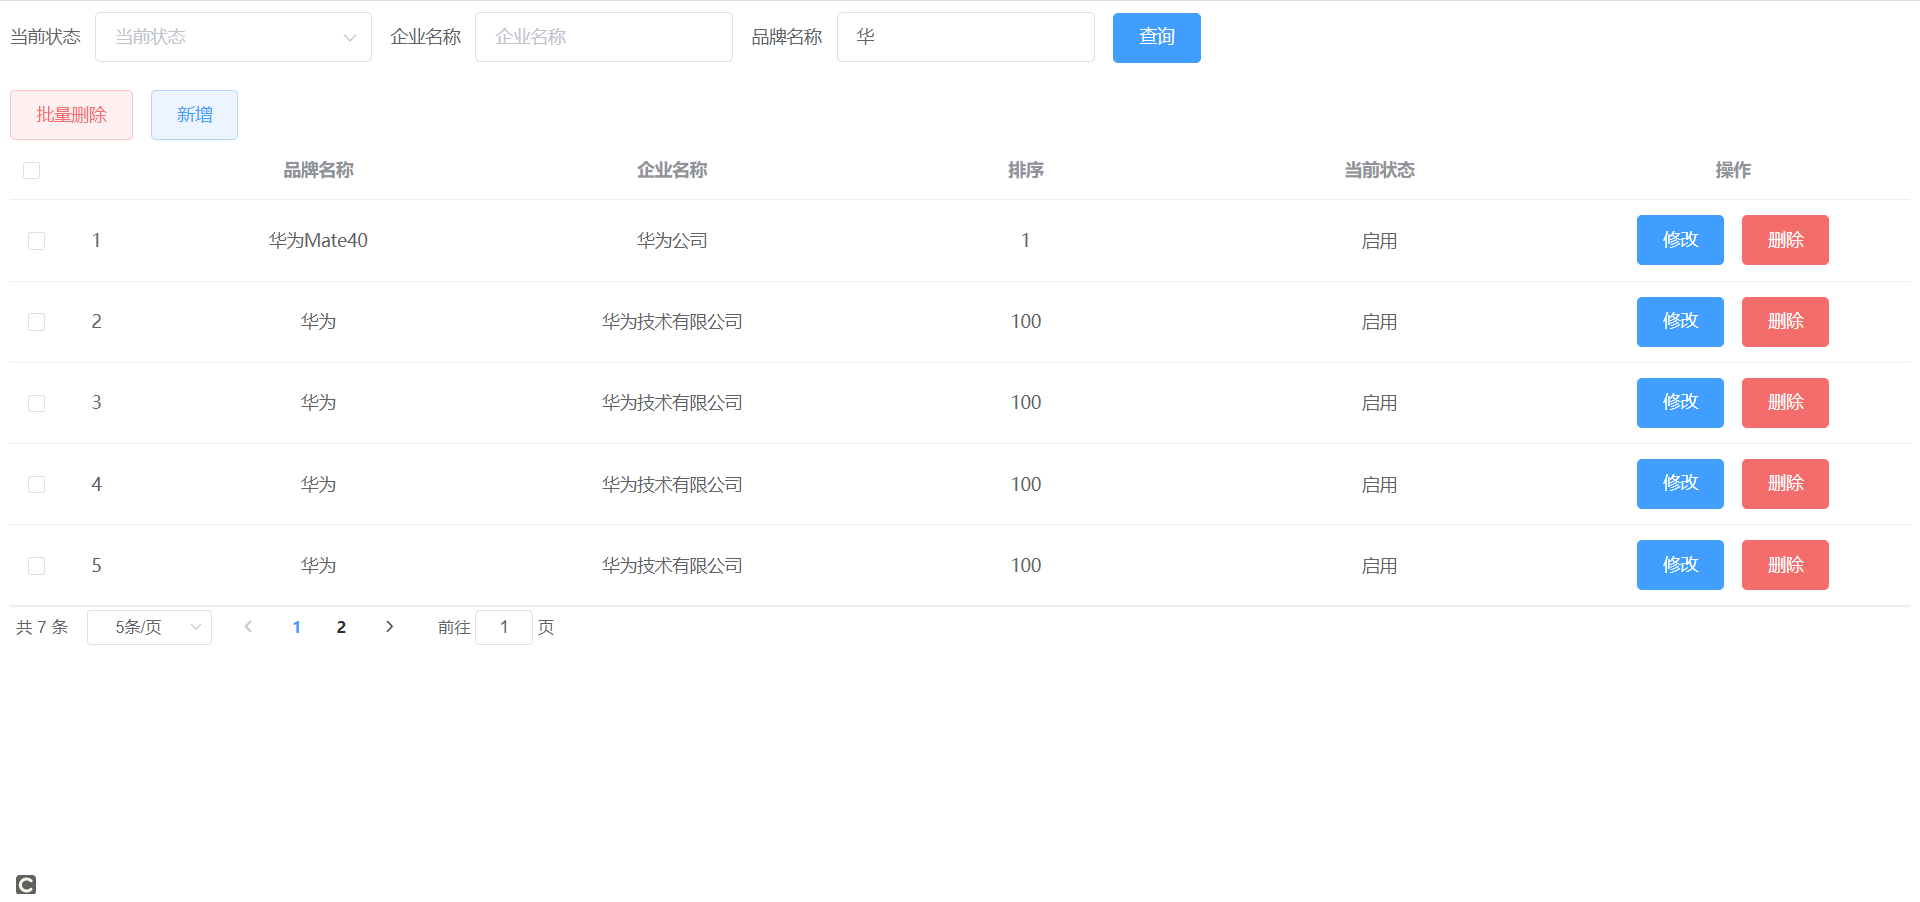 当前状态 当前状态 企业名称 企业名称 品牌名称 华 查询
批量删除 新增
品牌名称 企业名称 排序 当前状态 操作
1 华为Mate40 华为公司 1 启用 修改 删除
2 华为 华为技术有限公司 100 启用 修改 删除
3 华为 华为技术有限公司 100 启用 修改 删除
4 华为 华为技术有限公司 100 启用 修改 删除
5 华为 华为技术有限公司 100 启用 修改 删除
共 7 条 5条/页 1 2 前往 1 页
C